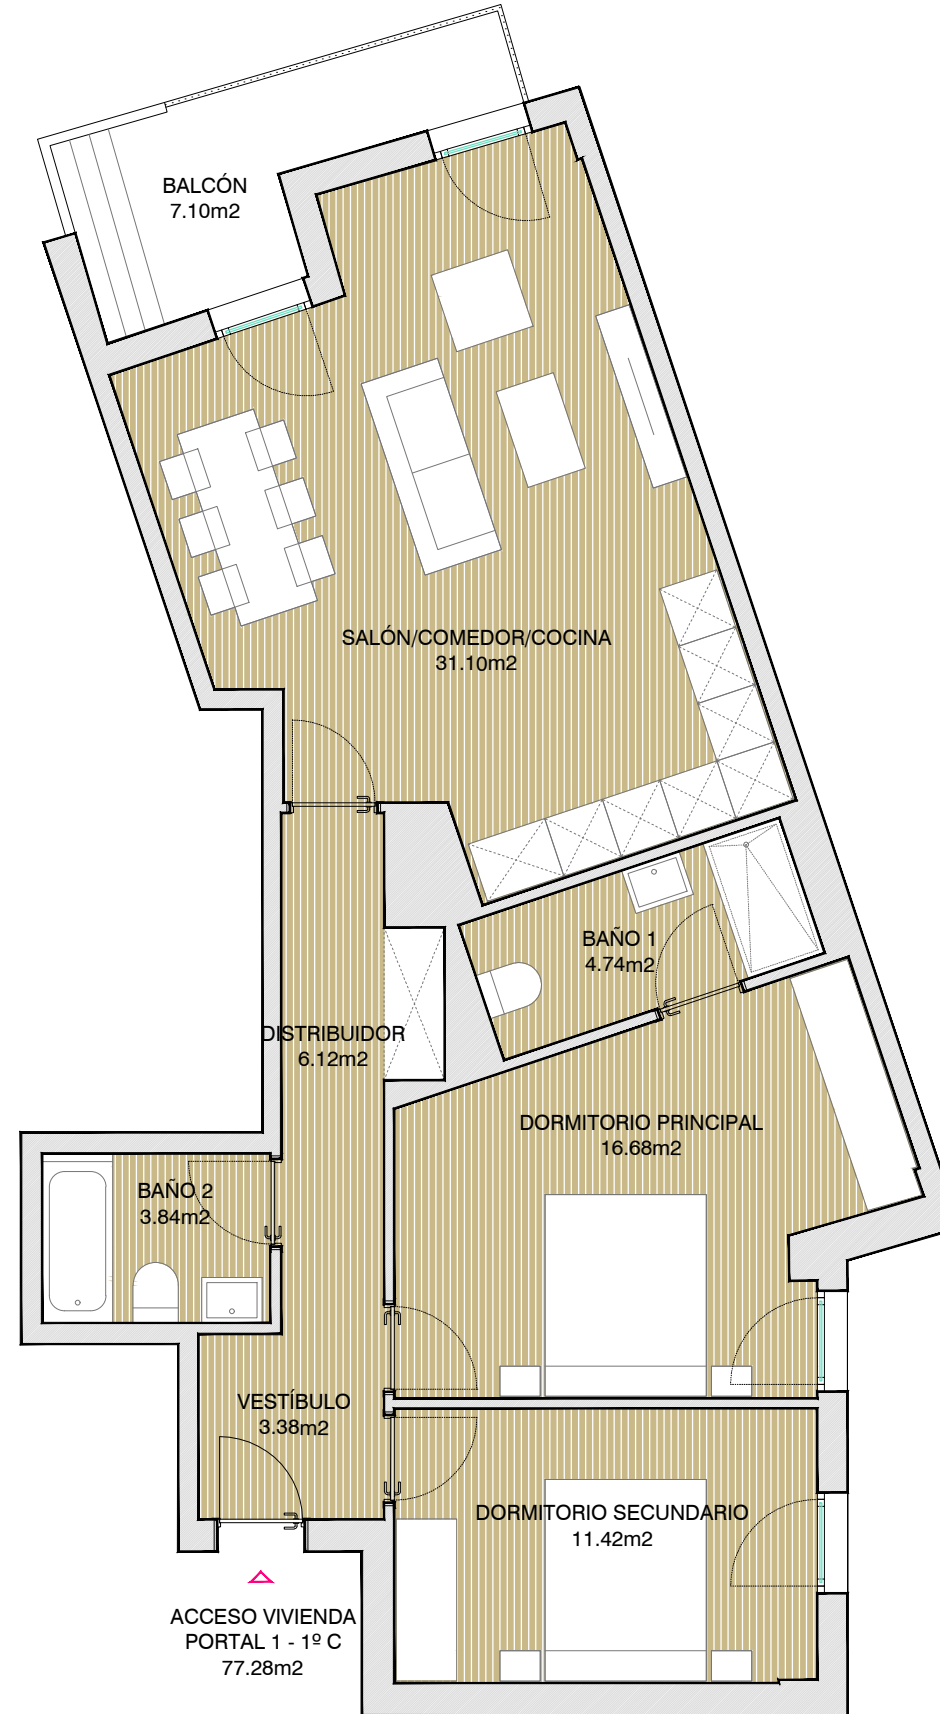 BALCÓN
7.10m2
SALÓN/COMEDOR/COCINA
31.10m2
BAÑO 1
4.74m2
DISTRIBUIDOR
6.12m2
DORMITORIO PRINCIPAL
16.68m2
BAÑO 2
3.84m2
VESTÍBULO
3.38m2
DORMITORIO SECUNDARIO
11.42m2
ACCESO VIVIENDA
PORTAL 1 - 1º C
77.28m2